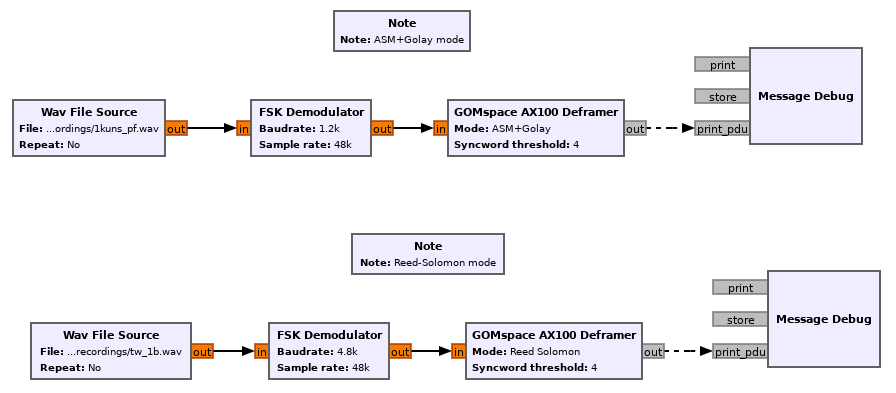 Note
Note: ASM+Golay mode
Wav File Source
File: ...ordings/1kuns_pf.wav
Repeat: No
out
in
FSK Demodulator
Baudrate: 1.2k
Sample rate: 48k
out
in
GOMspace AX100 Deframer
Mode: ASM+Golay
Syncword threshold: 4
out
print
store
print_pdu
Message Debug
Note
Note: Reed-Solomon mode
Wav File Source
File: ...recordings/tw_1b.wav
Repeat: No
out
in
FSK Demodulator
Baudrate: 4.8k
Sample rate: 48k
out
in
GOMspace AX100 Deframer
Mode: Reed Solomon
Syncword threshold: 4
out
print
store
print_pdu
Message Debug